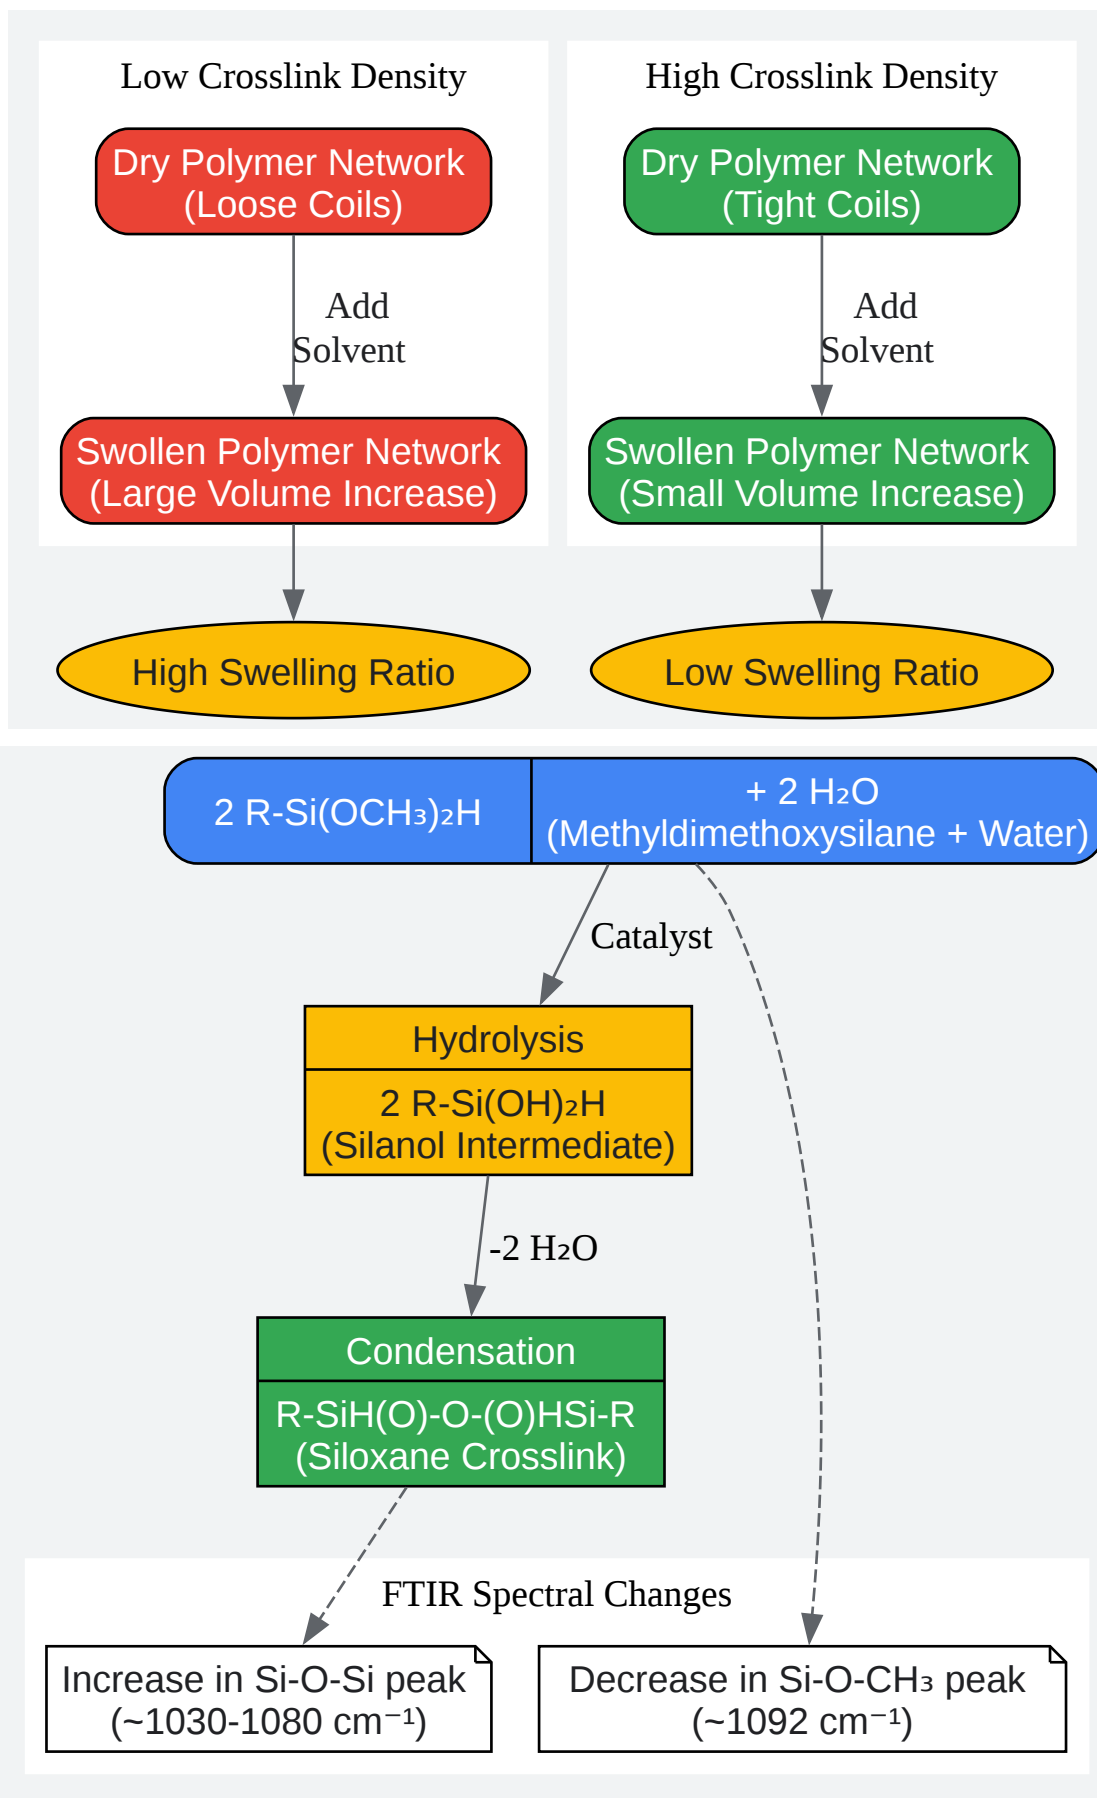 Low Crosslink Density
Dry Polymer Network
(Loose Coils)
Add
Solvent
Swollen Polymer Network
(Large Volume Increase)
High Swelling Ratio
High Crosslink Density
Dry Polymer Network
(Tight Coils)
Add
Solvent
Swollen Polymer Network
(Small Volume Increase)
Low Swelling Ratio
2 R-Si(OCH₃)₂H
+ 2 H₂O
(Methyldimethoxysilane + Water)
Catalyst
Hydrolysis
2 R-Si(OH)₂H
(Silanol Intermediate)
-2 H₂O
Condensation
R-SiH(O)-O-(O)HSi-R
(Siloxane Crosslink)
FTIR Spectral Changes
Increase in Si-O-Si peak
(~1030-1080 cm⁻¹)
Decrease in Si-O-CH₃ peak
(~1092 cm⁻¹)